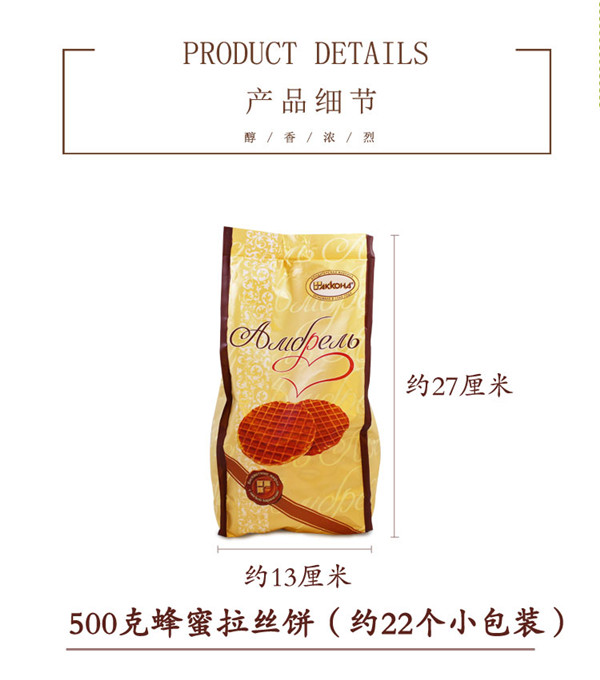 PRODUCT DETAILS
产品细节
醇/香/浓/烈
Акконд
Амбрель
约27厘米
约13厘米
500克蜂蜜拉丝饼（约22个小包装）